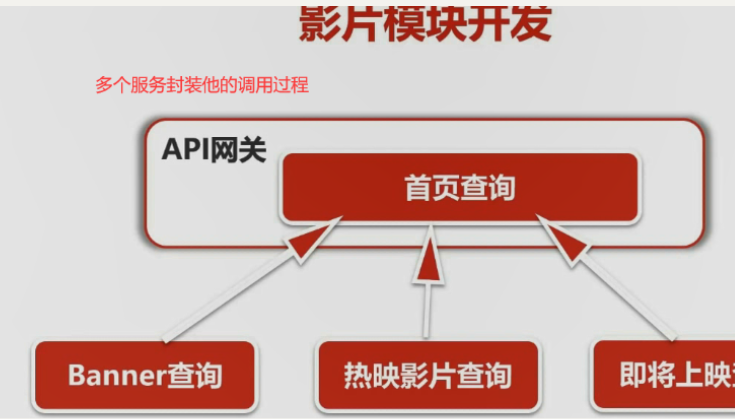 影片模块开发
多个服务封装他的调用过程
API网关
首页查询
Banner查询
热映影片查询
即将上映